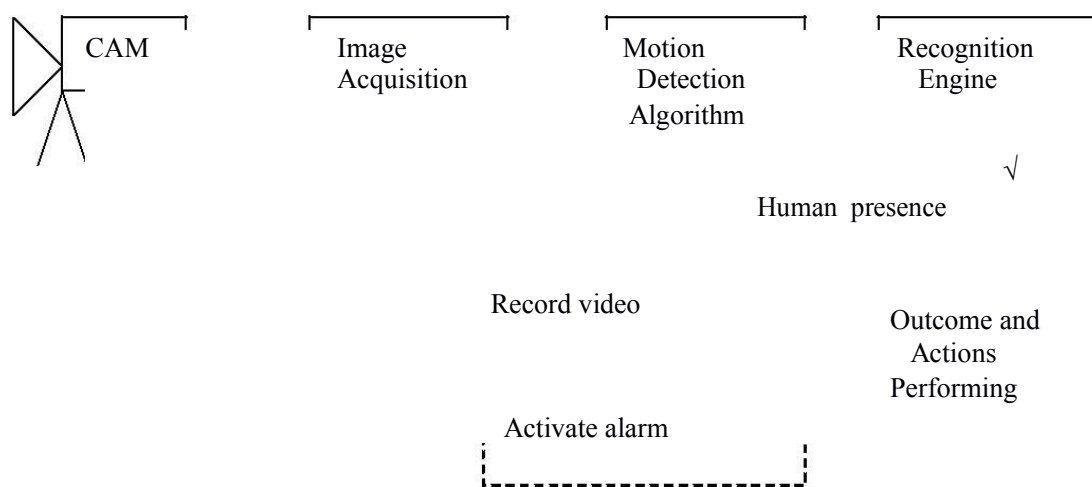 CAM
Image
Acquisition
Motion
Detection
Algorithm
Recognition
Engine
√
Human presence
Record video
Outcome and
Actions
Performing
Activate alarm